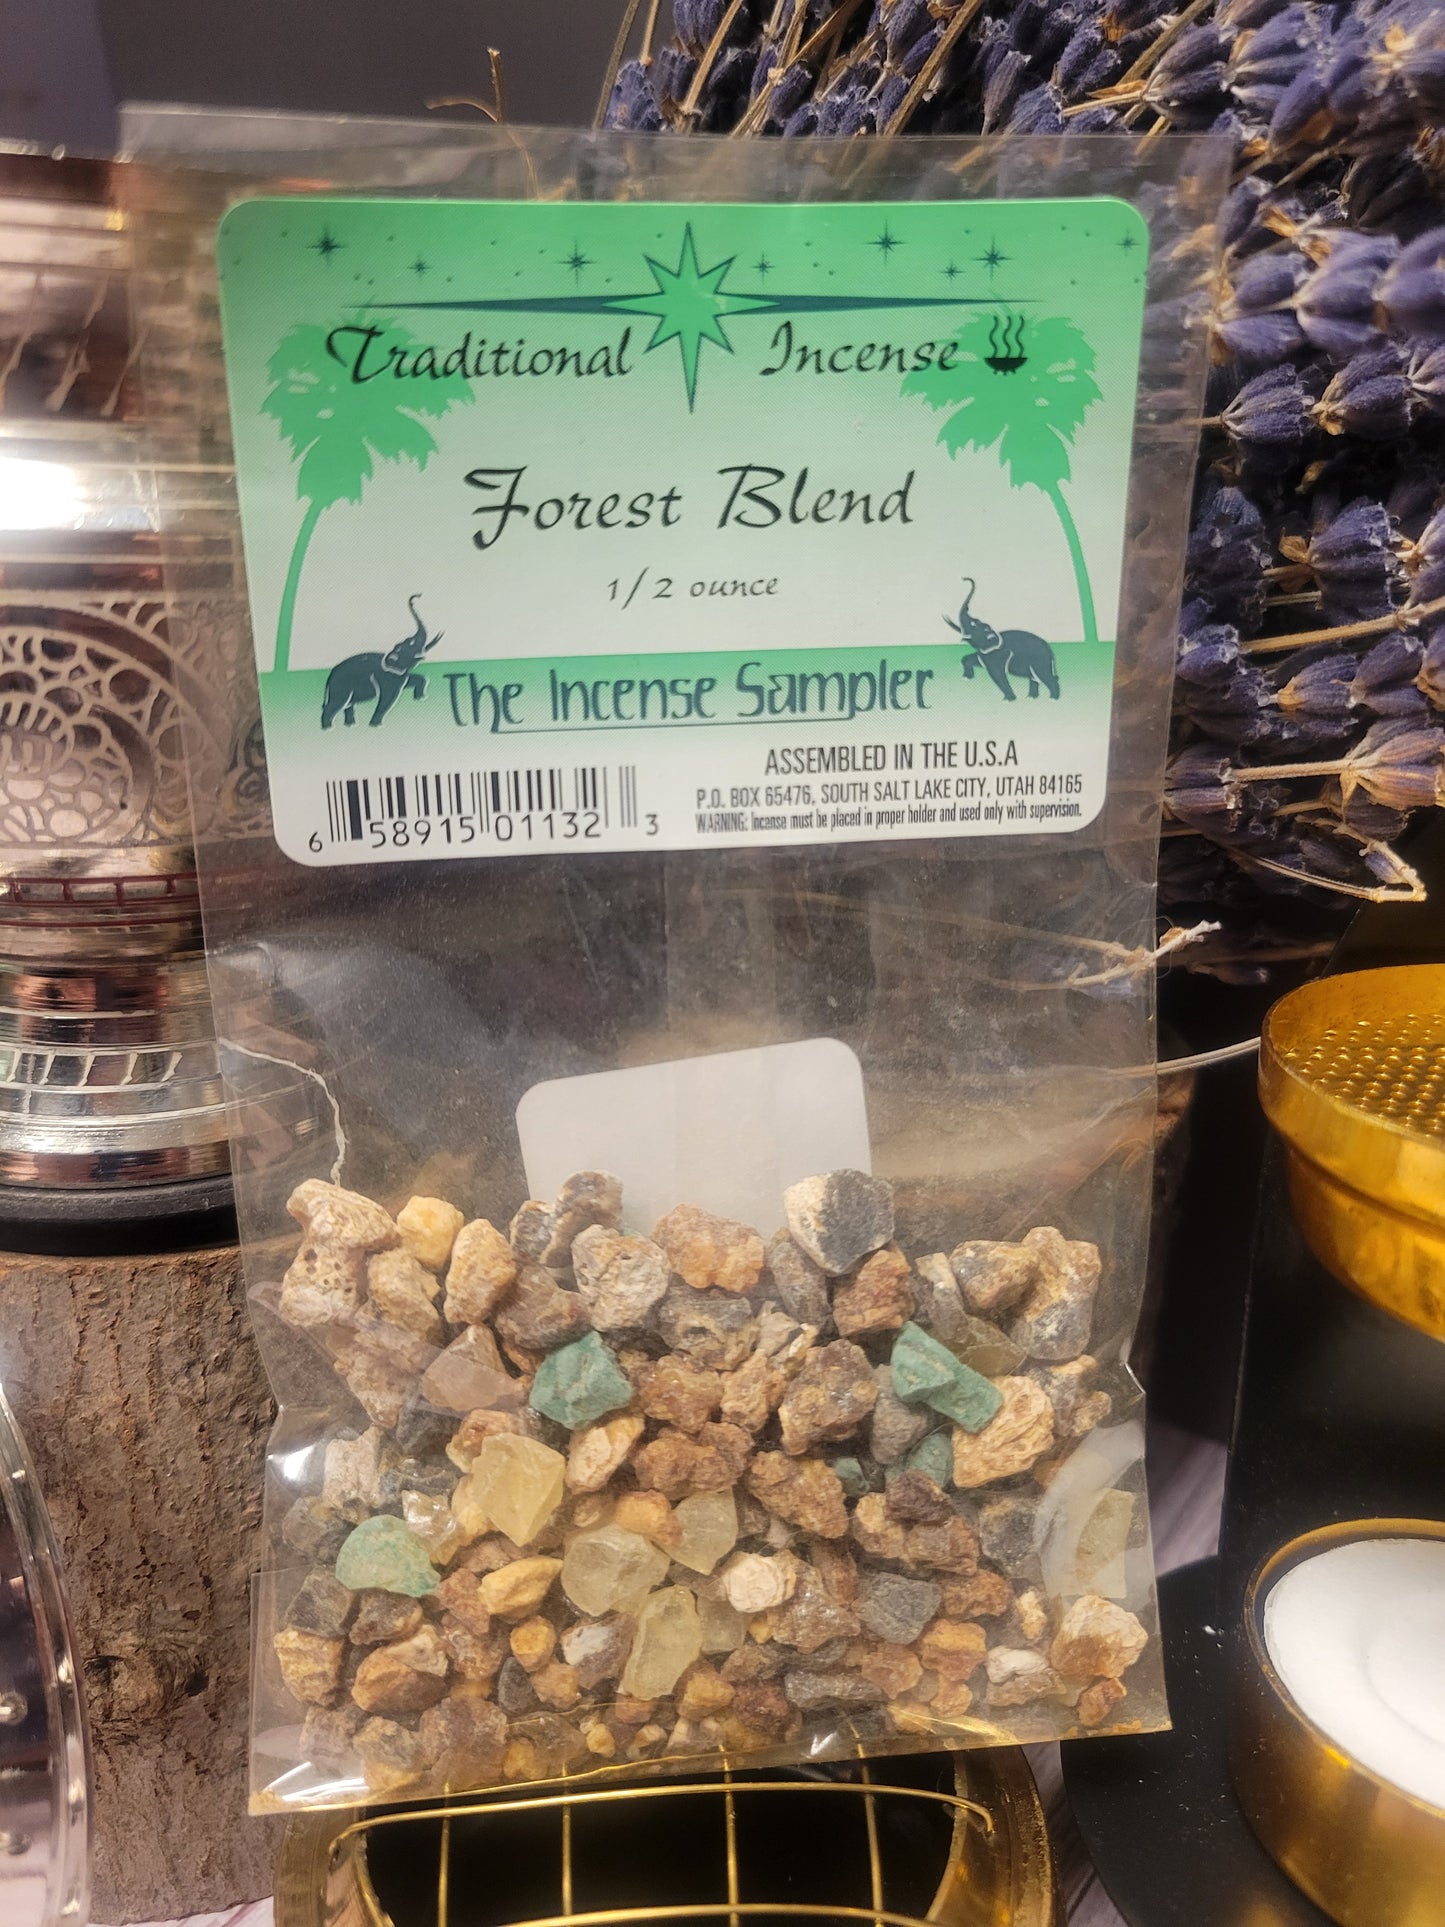 Traditional Incense
Forest Blend
1/2 ounce
The Incense Sampler
ASSEMBLED IN THE U.S.A
P.O. BOX 65476, SOUTH SALT LAKE CITY, UTAH 84165
WARNING: Incense must be placed in proper holder and used only with supervision.
6 58915 01132 3